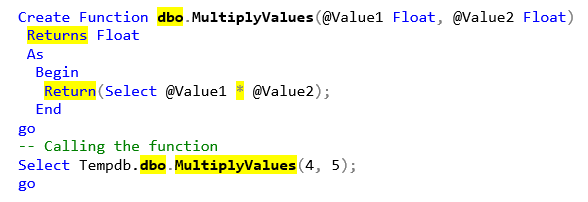 Create Function dbo.MultiplyValues(@Value1 Float, @Value2 Float)
Returns Float
As
Begin
Return(Select @Value1 * @Value2);
End
go
-- Calling the function
Select Tempdb.dbo.MultiplyValues(4, 5);
go